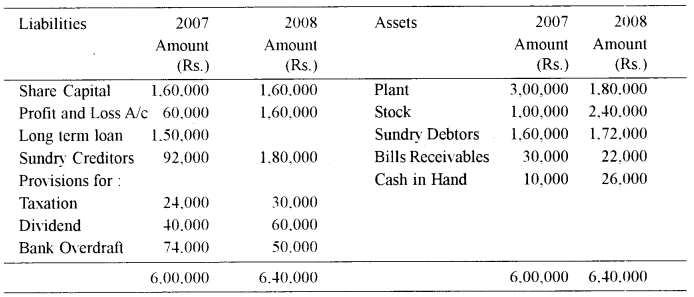 Liabilities 2007 2008 Assets 2007 2008
Amount Amount Amount Amount
(Rs.) (Rs.) (Rs.) (Rs.)
Share Capital 1,60,000 1,60,000 Plant 3,00,000 1,80,000
Profit and Loss A/c 60,000 1,60,000 Stock 1,00,000 2,40,000
Long term loan 1,50,000 Sundry Debtors 1,60,000 1,72,000
Sundry Creditors 92,000 1,80,000 Bills Receivables 30,000 22,000
Provisions for : Cash in Hand 10,000 26,000
Taxation 24,000 30,000
Dividend 40,000 60,000
Bank Overdraft 74,000 50,000
6,00,000 6,40,000 6,00,000 6,40,000